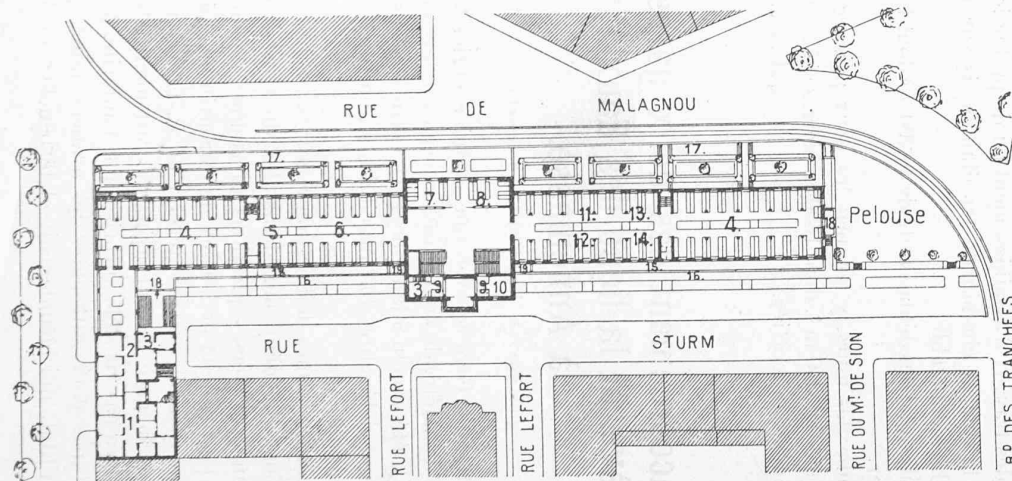 RUE DE MALAGNOU
17. 17.
7. 8.
11. 13.
4. 5. 6. 4.
12. 14.
18
Pelouse
18 19 19 15.
18 16. 3 9 9 10 16.
2 3
RUE STURM
1
RUE LEFORT
RUE LEFORT
RUE DU MT DE SION
BD DES TRANCHÉES